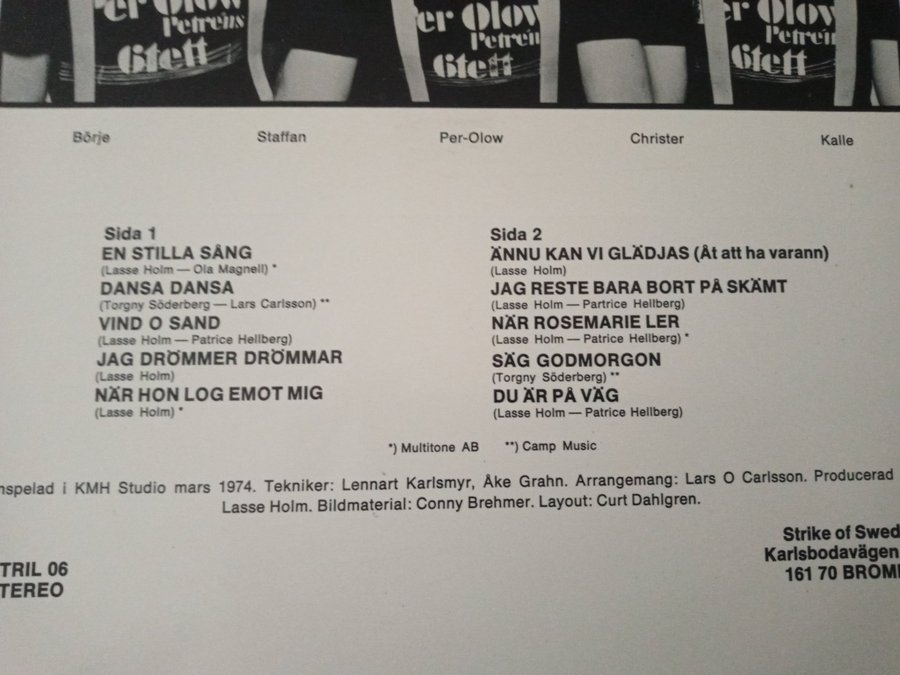 er Olow
Petrens
6tett
Per Olow
Petrens
6tett
er Olow
Petren
6tett
Börje Staffan Per-Olow Christer Kalle
Sida 1
EN STILLA SÅNG
(Lasse Holm — Ola Magnell) *
DANSA DANSA
(Torgny Söderberg — Lars Carlsson) **
VIND O SAND
(Lasse Holm — Patrice Hellberg)
JAG DRÖMMER DRÖMMAR
(Lasse Holm)
NÄR HON LOG EMOT MIG
(Lasse Holm) *
Sida 2
ÄNNU KAN VI GLÄDJAS (Åt att ha varann)
(Lasse Holm)
JAG RESTE BARA BORT PÅ SKÄMT
(Lasse Holm — Partrice Hellberg)
NÄR ROSEMARIE LER
(Lasse Holm — Patrice Hellberg) *
SÄG GODMORGON
(Torgny Söderberg) **
DU ÄR PÅ VÄG
(Lasse Holm — Patrice Hellberg)
*) Multitone AB **) Camp Music
nspelad i KMH Studio mars 1974. Tekniker: Lennart Karlsmyr, Åke Grahn. Arrangemang: Lars O Carlsson. Producerad
Lasse Holm. Bildmaterial: Conny Brehmer. Layout: Curt Dahlgren.
TRIL 06
TEREO
Strike of Swed
Karlsbodavägen
161 70 BROM